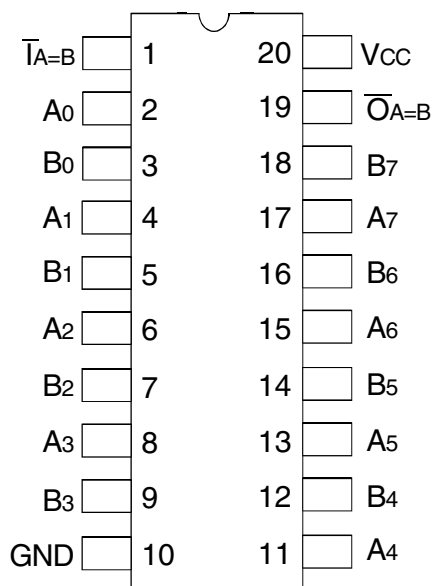 I̅A=B 1 20 VCC
A0 2 19 O̅A=B
B0 3 18 B7
A1 4 17 A7
B1 5 16 B6
A2 6 15 A6
B2 7 14 B5
A3 8 13 A5
B3 9 12 B4
GND 10 11 A4